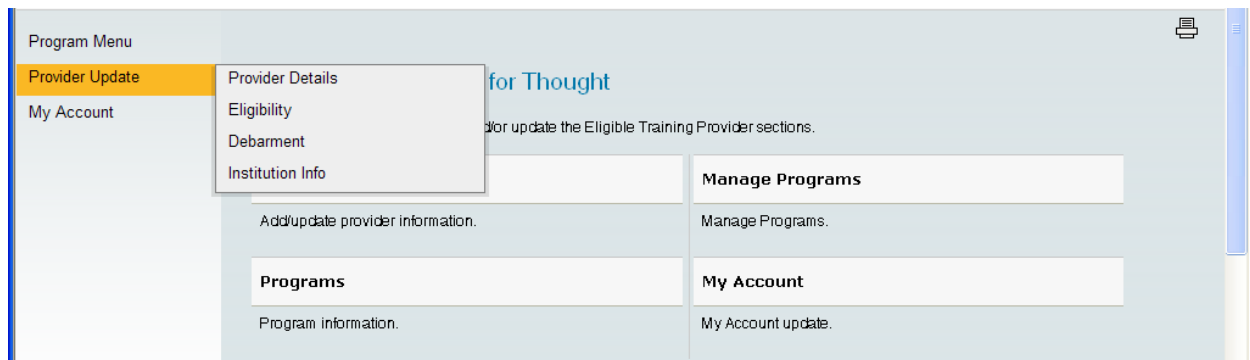 Program Menu
Provider Update
My Account
Provider Details
Eligibility
Debarment
Institution Info
for Thought
update the Eligible Training Provider sections.
Add/update provider information.
Manage Programs
Manage Programs.
Programs
Program information.
My Account
My Account update.